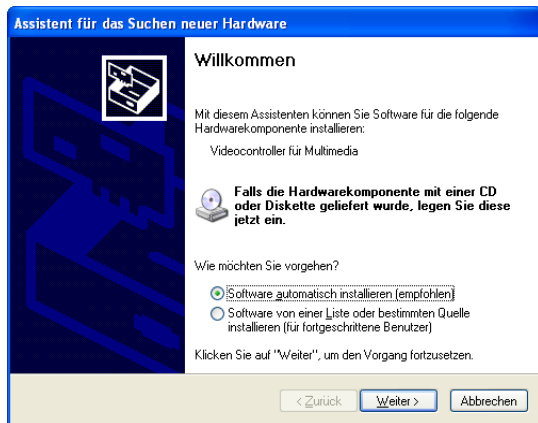 Assistent für das Suchen neuer Hardware
Willkommen
Mit diesem Assistenten können Sie Software für die folgende
Hardwarekomponente installieren:
Videocontroller für Multimedia
Falls die Hardwarekomponente mit einer CD
oder Diskette geliefert wurde, legen Sie diese
jetzt ein.
Wie möchten Sie vorgehen?
Software automatisch installieren (empfohlen)
Software von einer Liste oder bestimmten Quelle
installieren (für fortgeschrittene Benutzer)
Klicken Sie auf "Weiter", um den Vorgang fortzusetzen.
< Zurück Weiter > Abbrechen